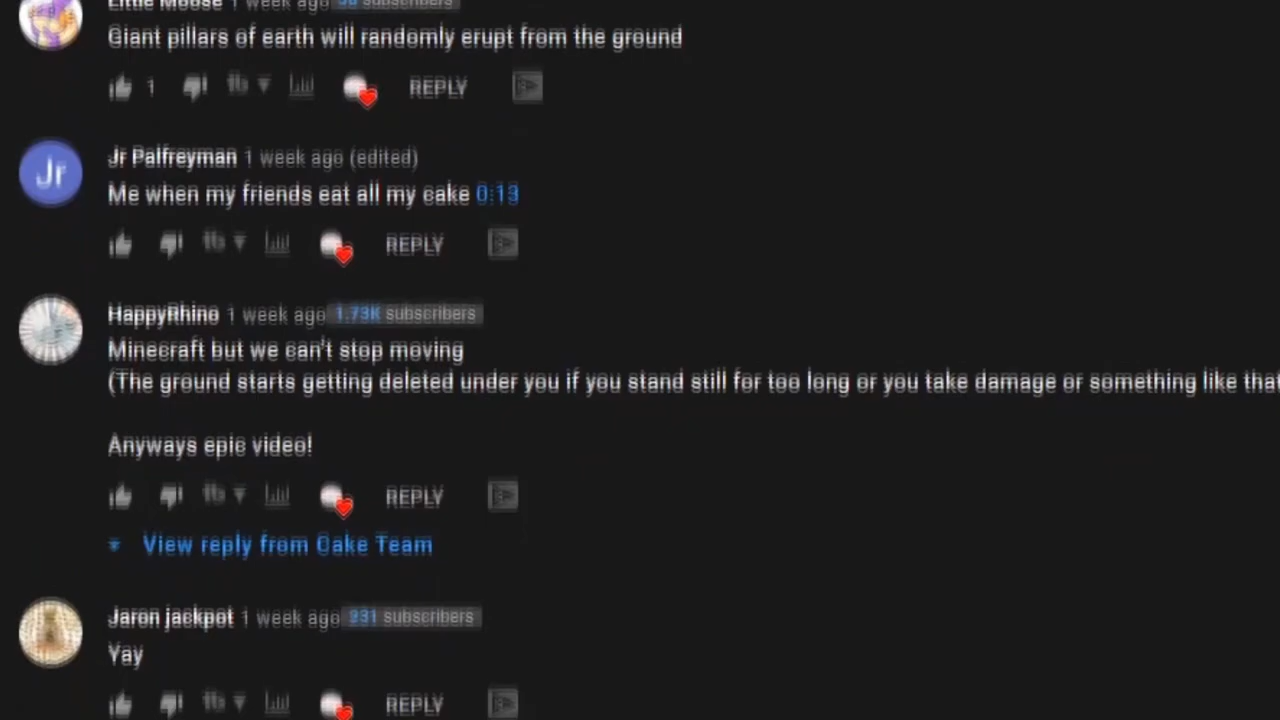 Little Moose 1 week ago subscribers
Giant pillars of earth will randomly erupt from the ground
1 REPLY
Jr
Jr Palfreyman 1 week ago (edited)
Me when my friends eat all my cake 0:13
REPLY
HappyRhino 1 week ago 1.73K subscribers
Minecraft but we can't stop moving
(The ground starts getting deleted under you if you stand still for too long or you take damage or something like that
Anyways epic video!
REPLY
View reply from Cake Team
Jaron jackpot 1 week ago 231 subscribers
Yay
REPLY